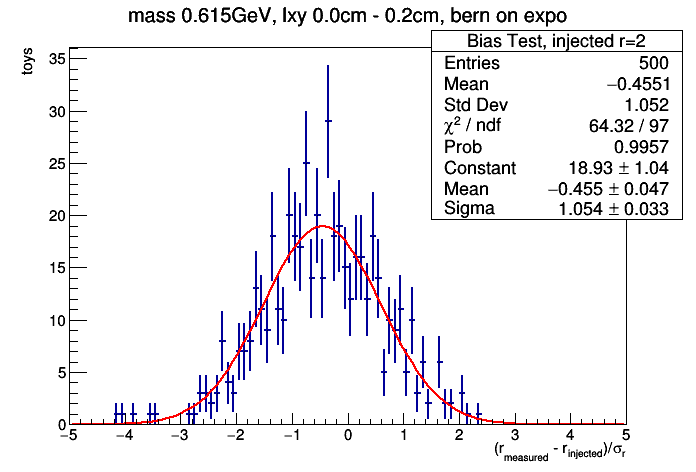 mass 0.615GeV, lxy 0.0cm - 0.2cm, bern on expo
Bias Test, injected r=2
Entries 500
Mean −0.4551
Std Dev 1.052
χ² / ndf 64.32 / 97
Prob 0.9957
Constant 18.93 ± 1.04
Mean −0.455 ± 0.047
Sigma 1.054 ± 0.033
toys
35
30
25
20
15
10
5
0
−5 −4 −3 −2 −1 0 1 2 3 4 5
(r_measured - r_injected)/σ_r